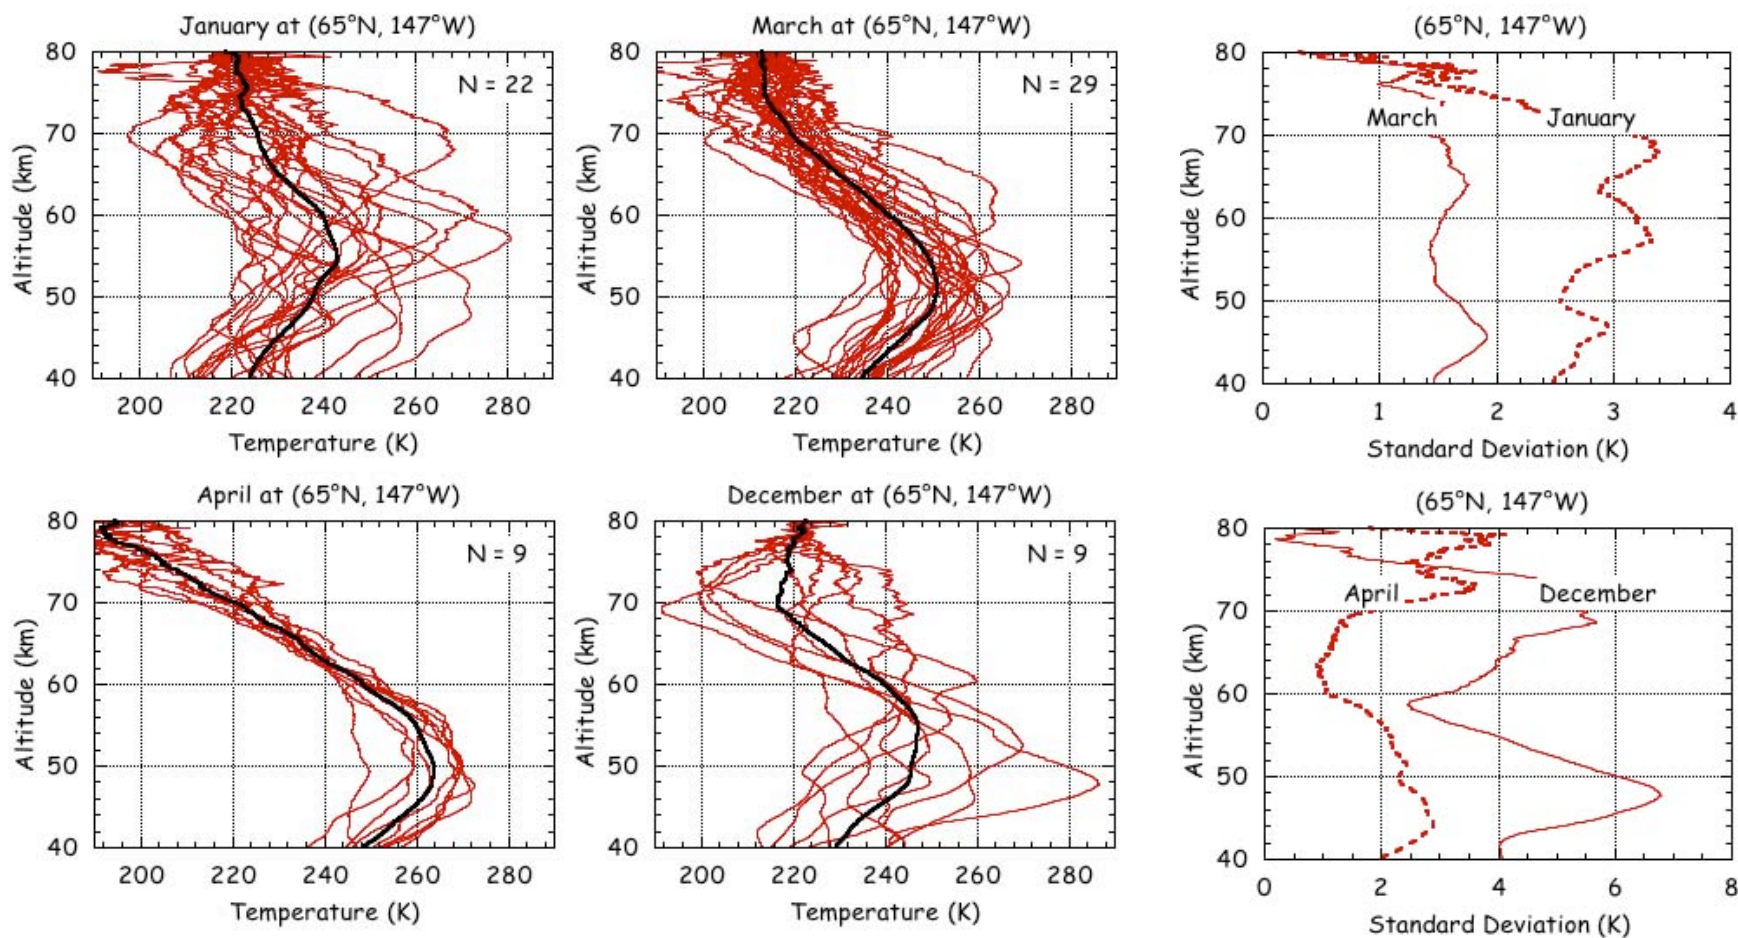 January at (65°N, 147°W)
80
70
60
50
40
Altitude (km)
N = 22
200 220 240 260 280
Temperature (K)
March at (65°N, 147°W)
80
70
60
50
40
Altitude (km)
N = 29
200 220 240 260 280
Temperature (K)
(65°N, 147°W)
80
70
60
50
40
Altitude (km)
March January
0 1 2 3 4
Standard Deviation (K)
April at (65°N, 147°W)
80
70
60
50
40
Altitude (km)
N = 9
200 220 240 260 280
Temperature (K)
December at (65°N, 147°W)
80
70
60
50
40
Altitude (km)
N = 9
200 220 240 260 280
Temperature (K)
(65°N, 147°W)
80
70
60
50
40
Altitude (km)
April December
0 2 4 6 8
Standard Deviation (K)